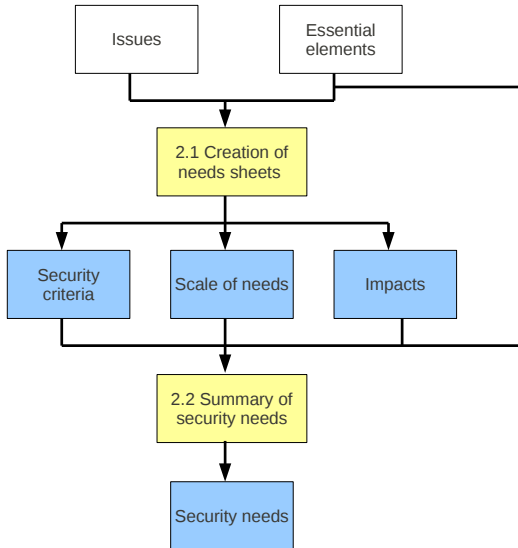 Issues
Essential
elements
2.1 Creation of
needs sheets
Security
criteria
Scale of needs
Impacts
2.2 Summary of
security needs
Security needs